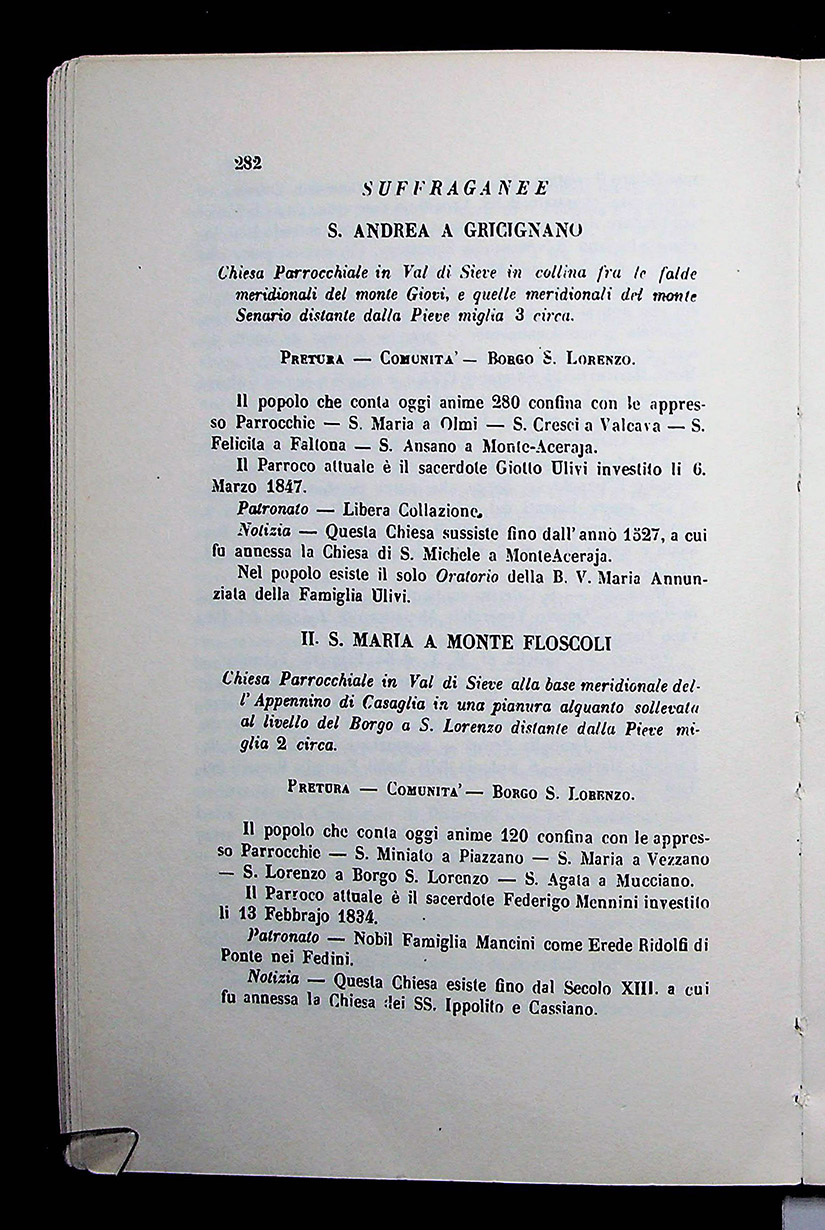 282
SUFFRAGANEE
S. ANDREA A GRICIGNANO
Chiesa Parrocchiale in Val di Sieve in collina fra le falde
meridionali del monte Giovi, e quelle meridionali del monte
Senario distante dalla Pieve miglia 3 circa.
PRETURA — COMUNITA' — BORGO S. LORENZO.
Il popolo che conta oggi anime 280 confina con le appres-
so Parrocchie — S. Maria a Olmi — S. Cresci a Valcava — S.
Felicita a Faltona — S. Ansano a Monte-Aceraja.
Il Parroco attuale è il sacerdote Giotto Ulivi investito li 6.
Marzo 1847.
Patronato — Libera Collazione.
Notizia — Questa Chiesa sussiste fino dall' anno 1527, a cui
fu annessa la Chiesa di S. Michele a MonteAceraja.
Nel popolo esiste il solo Oratorio della B. V. Maria Annun-
ziata della Famiglia Ulivi.
II. S. MARIA A MONTE FLOSCOLI
Chiesa Parrocchiale in Val di Sieve alla base meridionale del-
l' Appennino di Casaglia in una pianura alquanto sollevata
al livello del Borgo a S. Lorenzo distante dalla Pieve mi-
glia 2 circa.
PRETURA — COMUNITA' — BORGO S. LORENZO.
Il popolo che conta oggi anime 120 confina con le appres-
so Parrocchie — S. Miniato a Piazzano — S. Maria a Vezzano
— S. Lorenzo a Borgo S. Lorenzo — S. Agata a Mucciano.
Il Parroco attuale è il sacerdote Federigo Mennini investito
li 13 Febbrajo 1834.
Patronato — Nobil Famiglia Mancini come Erede Ridolfi di
Ponte nei Fedini.
Notizia — Questa Chiesa esiste fino dal Secolo XIII. a cui
fu annessa la Chiesa dei SS. Ippolito e Cassiano.